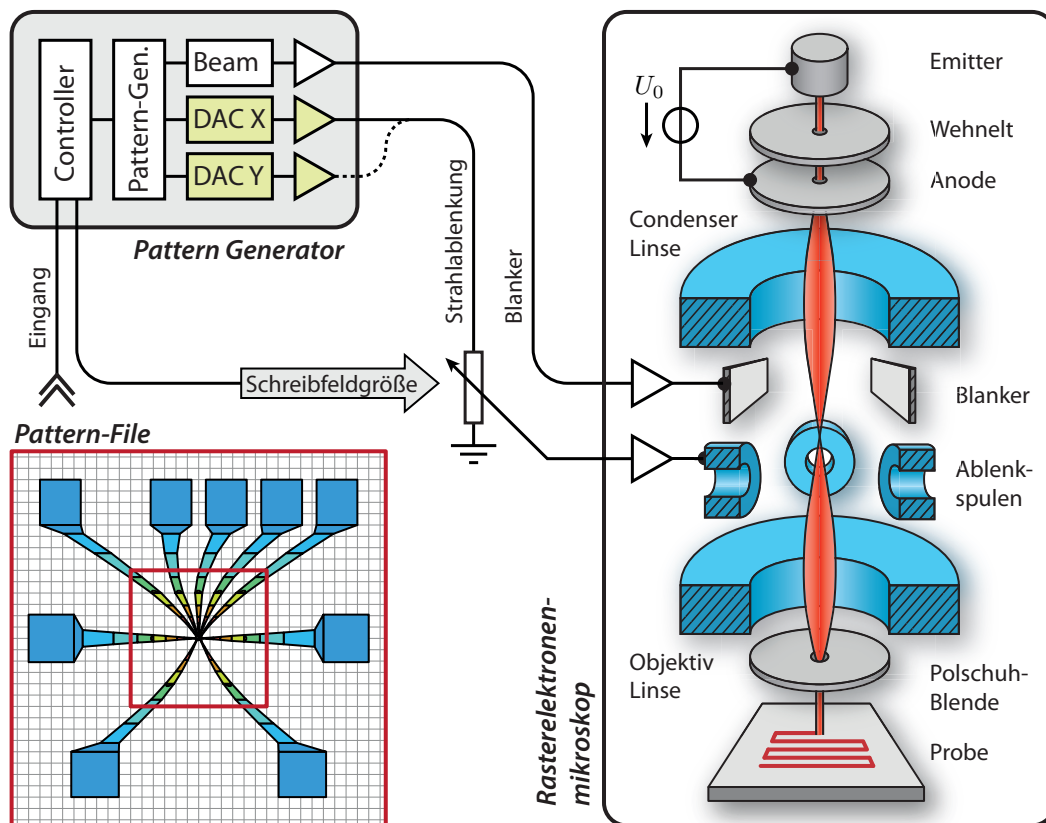 Controller
Pattern-Gen.
Beam
DAC X
DAC Y
Pattern Generator
Eingang
Strahlablenkung
Blanker
Schreibfeldgröße
Pattern-File
Rasterelektronen-
mikroskop
U₀
Emitter
Wehnelt
Anode
Condenser
Linse
Blanker
Ablenk-
spulen
Objektiv
Linse
Polschuh-
Blende
Probe